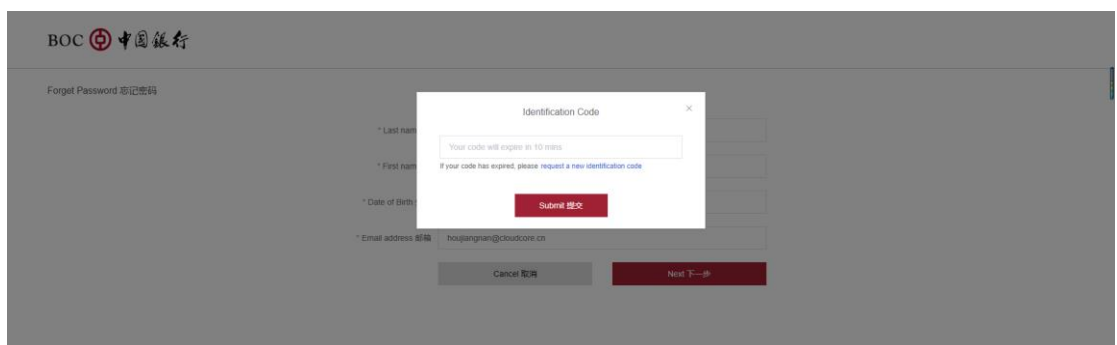 BOC 中国銀行
Forget Password 忘记密码
Identification Code
×
* Last nam
Your code will expire in 10 mins
If your code has expired, please request a new identification code
* First nam
* Date of Birth
Submit 提交
* Email address 邮箱 houjiangnan@cloudcore.cn
Cancel 取消 Next 下一步